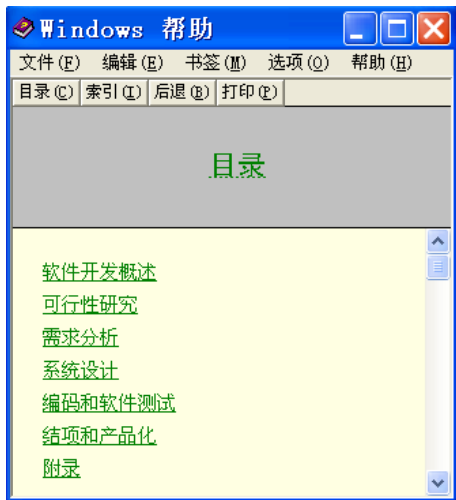 Windows 帮助
文件(F) 编辑(E) 书签(M) 选项(O) 帮助(H)
目录(C) 索引(I) 后退(B) 打印(P)
目录
软件开发概述
可行性研究
需求分析
系统设计
编码和软件测试
结项和产品化
附录